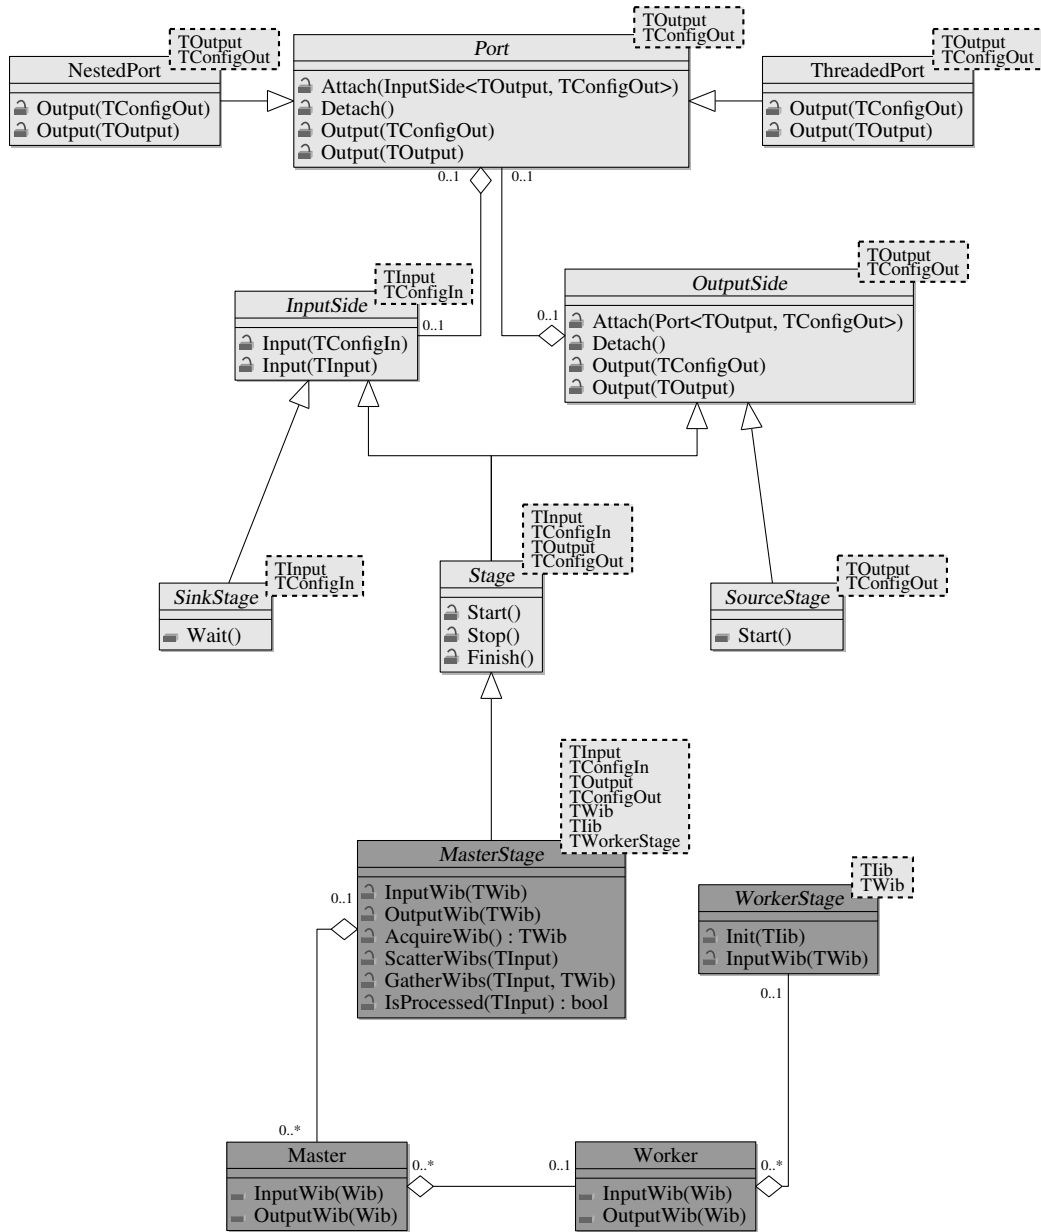 TOutput
TConfigOut
NestedPort
Output(TConfigOut)
Output(TOutput)
TOutput
TConfigOut
Port
Attach(InputSide<TOutput, TConfigOut>)
Detach()
Output(TConfigOut)
Output(TOutput)
TOutput
TConfigOut
ThreadedPort
Output(TConfigOut)
Output(TOutput)
0..1
0..1
TInput
TConfigIn
InputSide
Input(TConfigIn)
Input(TInput)
0..1
TOutput
TConfigOut
OutputSide
Attach(Port<TOutput, TConfigOut>)
Detach()
Output(TConfigOut)
Output(TOutput)
0..1
TInput
TConfigIn
SinkStage
Wait()
TInput
TConfigIn
TOutput
TConfigOut
Stage
Start()
Stop()
Finish()
TOutput
TConfigOut
SourceStage
Start()
TInput
TConfigIn
TOutput
TConfigOut
TWib
TIib
TWorkerStage
MasterStage
InputWib(TWib)
OutputWib(TWib)
AcquireWib() : TWib
ScatterWibs(TInput)
GatherWibs(TInput, TWib)
IsProcessed(TInput) : bool
0..1
TIib
TWib
WorkerStage
Init(TIib)
InputWib(TWib)
0..1
0..*
Master
InputWib(Wib)
OutputWib(Wib)
0..*
0..1
Worker
InputWib(Wib)
OutputWib(Wib)
0..*